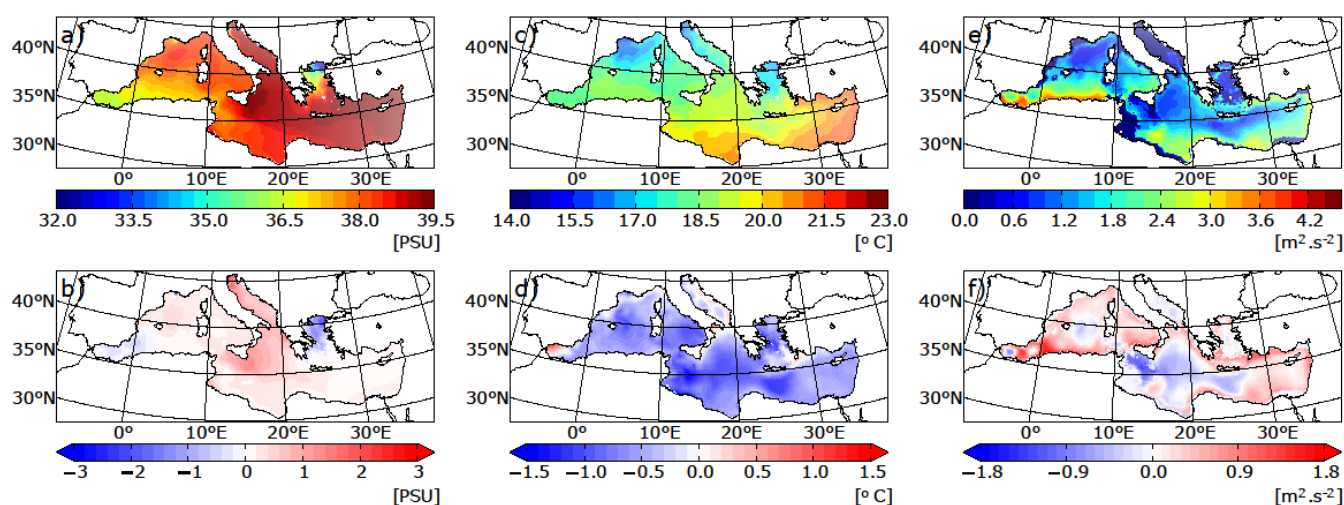 a)
40ºN
35ºN
30ºN
0º 10ºE 20ºE 30ºE
32.0 33.5 35.0 36.5 38.0 39.5
[PSU]
c)
40ºN
35ºN
30ºN
0º 10ºE 20ºE 30ºE
14.0 15.5 17.0 18.5 20.0 21.5 23.0
[º C]
e)
40ºN
35ºN
30ºN
0º 10ºE 20ºE 30ºE
0.0 0.6 1.2 1.8 2.4 3.0 3.6 4.2
[m².s⁻²]
b)
40ºN
35ºN
30ºN
0º 10ºE 20ºE 30ºE
−3 −2 −1 0 1 2 3
[PSU]
d)
40ºN
35ºN
30ºN
0º 10ºE 20ºE 30ºE
−1.5 −1.0 −0.5 0.0 0.5 1.0 1.5
[º C]
f)
40ºN
35ºN
30ºN
0º 10ºE 20ºE 30ºE
−1.8 −0.9 0.0 0.9 1.8
[m².s⁻²]